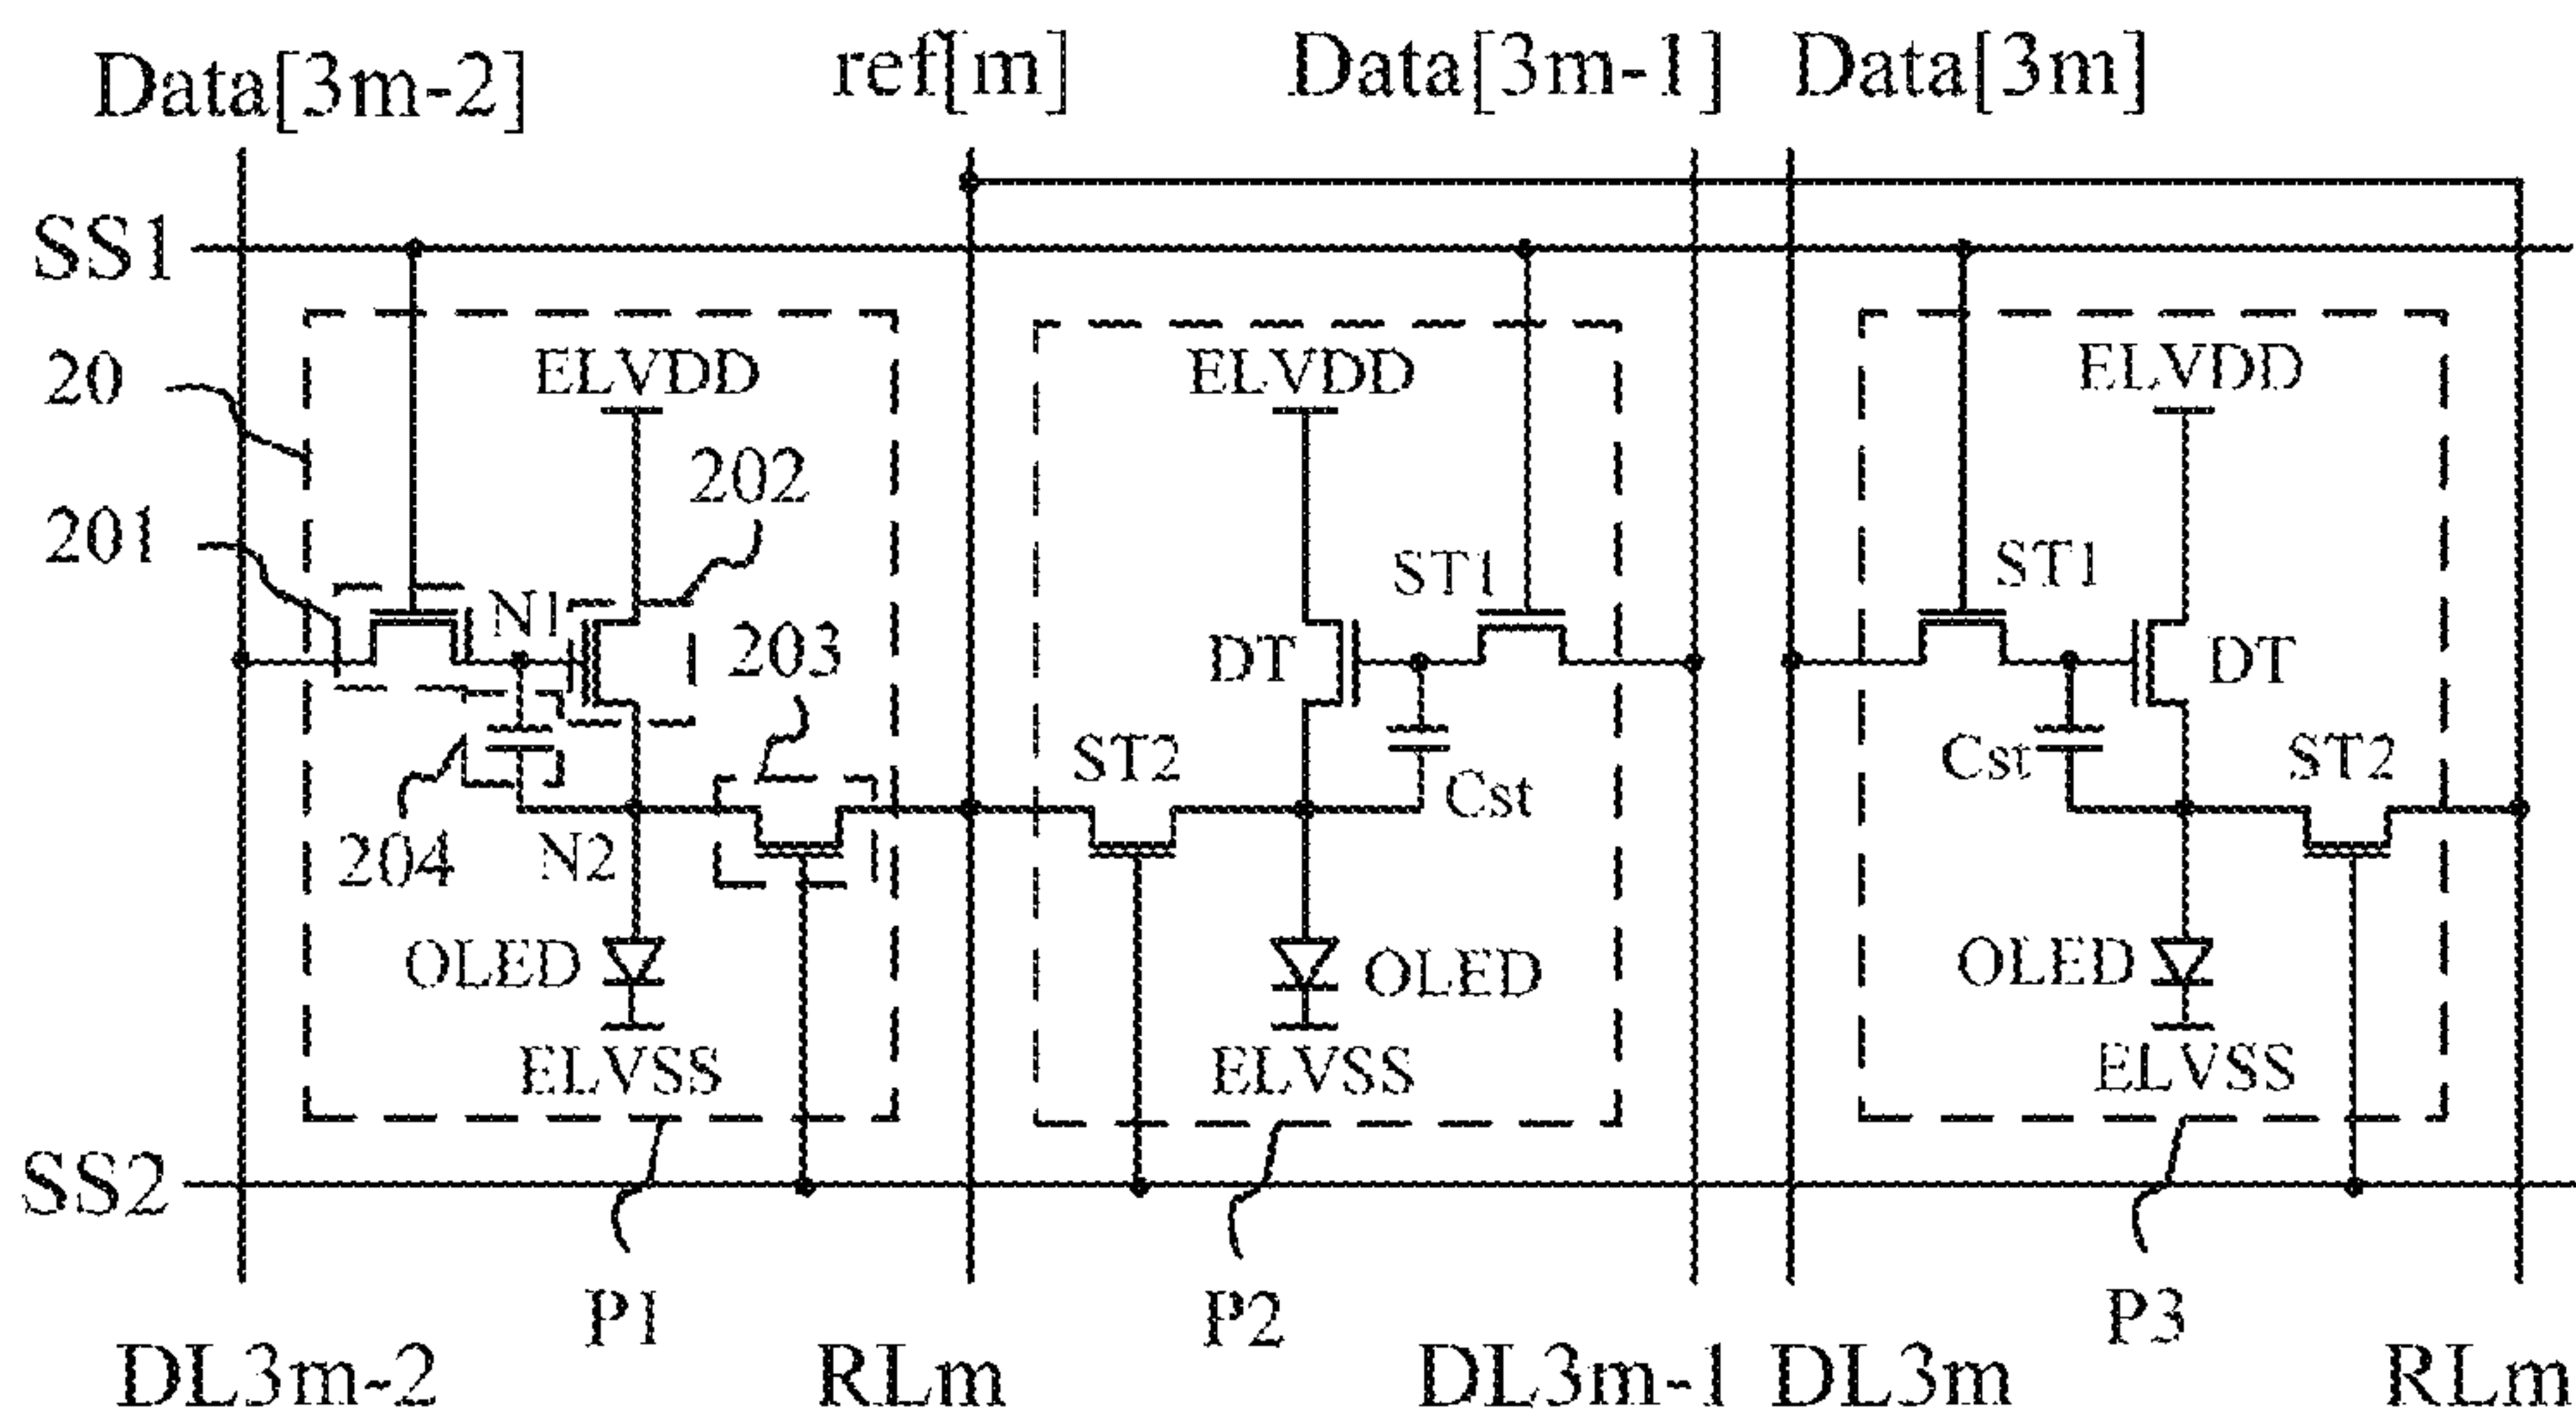 Data[3m-2] ref[m] Data[3m-1] Data[3m]
SS1
20 ELVDD ELVDD ELVDD
202
201 N1 203 ST1 ST1
DT DT
204 N2 ST2 Cst Cst ST2
OLED OLED OLED
ELVSS ELVSS ELVSS
SS2
P1 P2 P3
DL3m-2 RLm DL3m-1 DL3m RLm